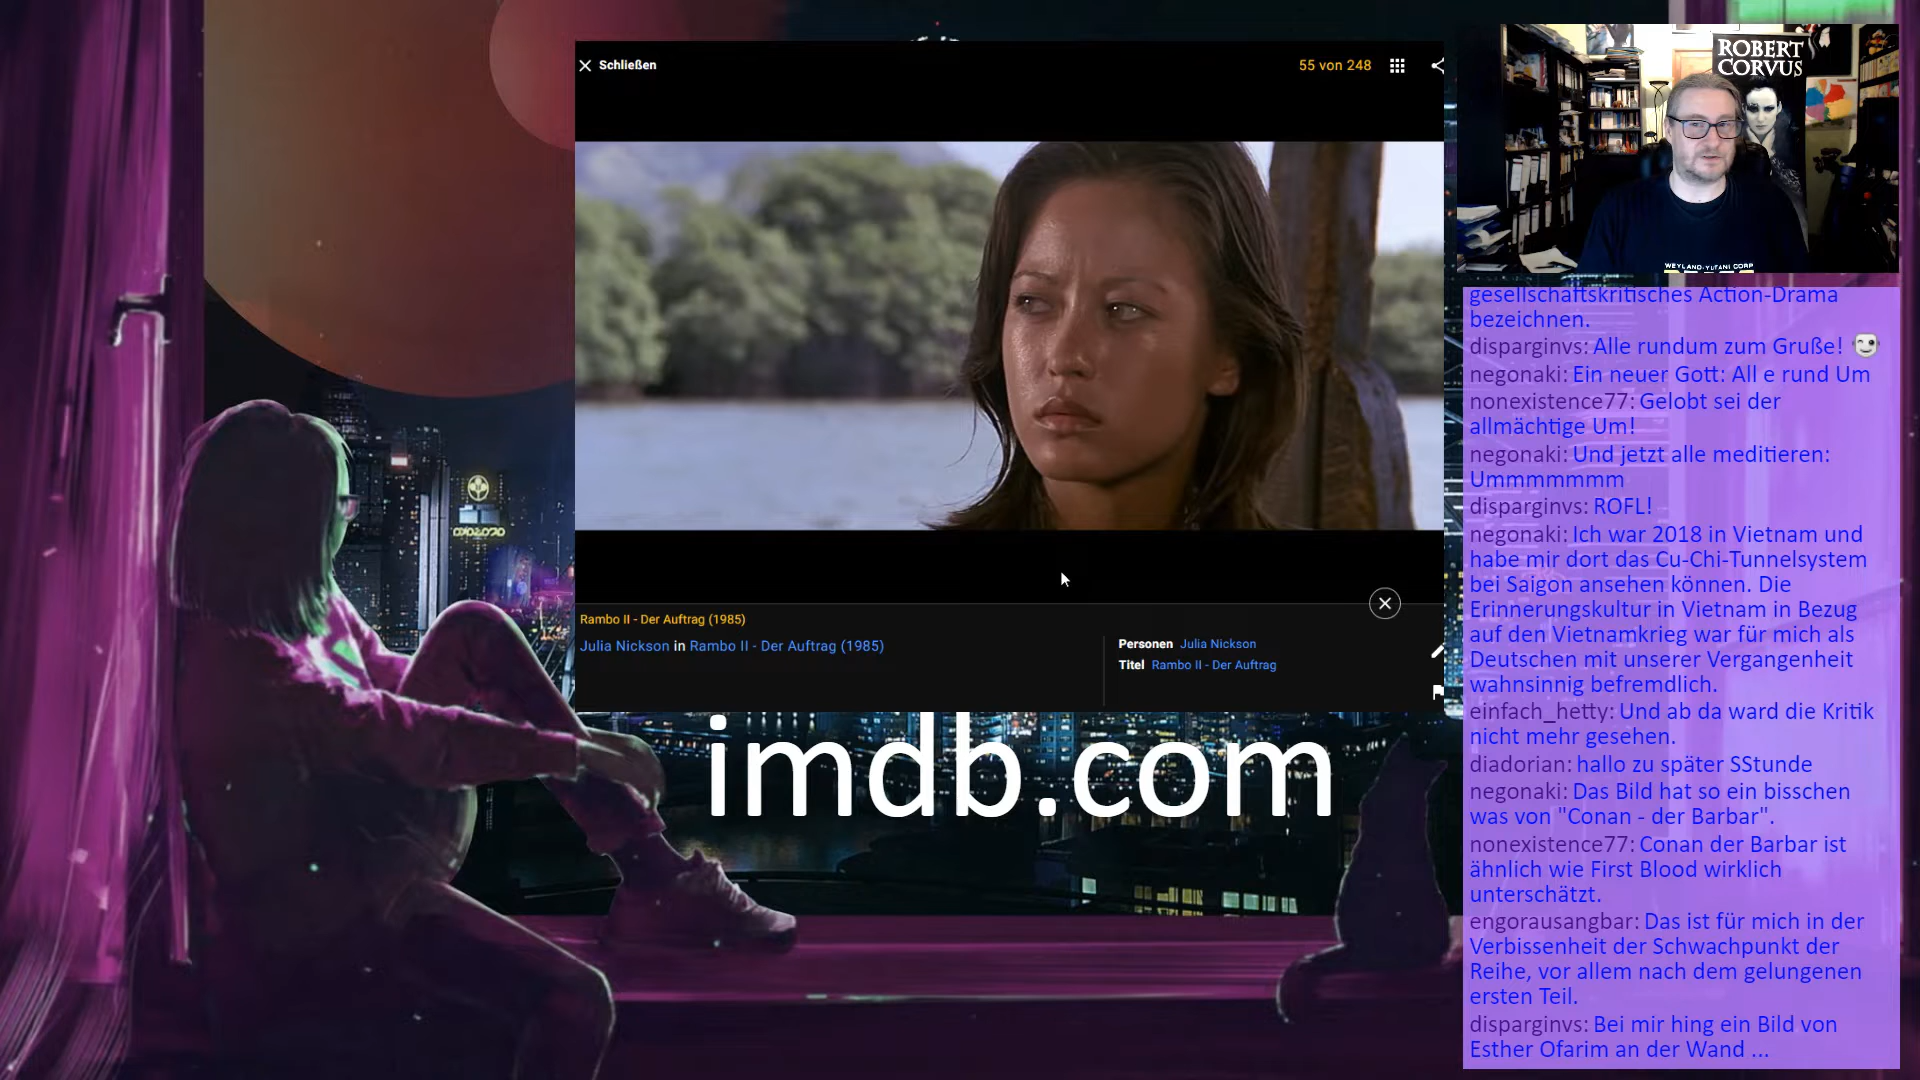 Schließen
55 von 248
Rambo II - Der Auftrag (1985)
Julia Nickson in Rambo II - Der Auftrag (1985)
Personen Julia Nickson
Titel Rambo II - Der Auftrag
imdb.com
ROBERT
CORVUS
WEYLAND-YUTANI CORP
gesellschaftskritisches Action-Drama
bezeichnen.
disparginvs: Alle rundum zum Gruße!
negonaki: Ein neuer Gott: All e rund Um
nonexistence77: Gelobt sei der
allmächtige Um!
negonaki: Und jetzt alle meditieren:
Ummmmmmm
disparginvs: ROFL!
negonaki: Ich war 2018 in Vietnam und
habe mir dort das Cu-Chi-Tunnelsystem
bei Saigon ansehen können. Die
Erinnerungskultur in Vietnam in Bezug
auf den Vietnamkrieg war für mich als
Deutschen mit unserer Vergangenheit
wahnsinnig befremdlich.
einfach_hetty: Und ab da ward die Kritik
nicht mehr gesehen.
diadorian: hallo zu später SStunde
negonaki: Das Bild hat so ein bisschen
was von "Conan - der Barbar".
nonexistence77: Conan der Barbar ist
ähnlich wie First Blood wirklich
unterschätzt.
engorausangbar: Das ist für mich in der
Verbissenheit der Schwachpunkt der
Reihe, vor allem nach dem gelungenen
ersten Teil.
disparginvs: Bei mir hing ein Bild von
Esther Ofarim an der Wand ...